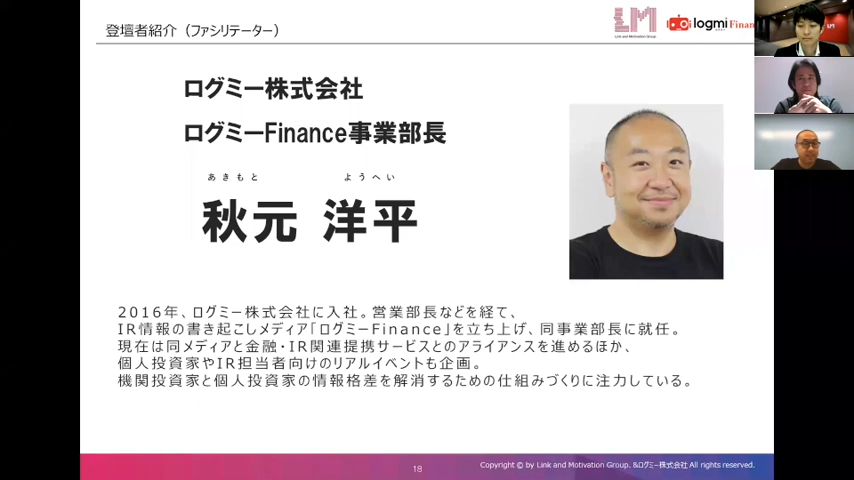 登壇者紹介（ファシリテーター）
LM
Link and Motivation Group
logmi Finan
ログミー株式会社
ログミーFinance事業部長
あきもと ようへい
秋元 洋平
2016年、ログミー株式会社に入社。営業部長などを経て、
IR情報の書き起こしメディア「ログミーFinance」を立ち上げ、同事業部長に就任。
現在は同メディアと金融・IR関連提携サービスとのアライアンスを進めるほか、
個人投資家やIR担当者向けのリアルイベントも企画。
機関投資家と個人投資家の情報格差を解消するための仕組みづくりに注力している。
18
Copyright © by Link and Motivation Group. &ログミー株式会社 All rights reserved.